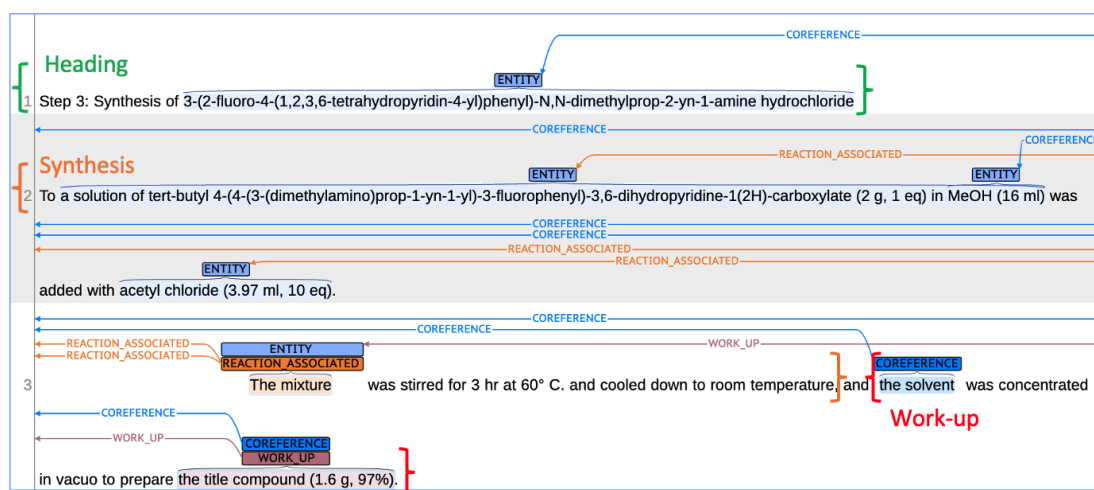 COREFERENCE
Heading
ENTITY
1 Step 3: Synthesis of 3-(2-fluoro-4-(1,2,3,6-tetrahydropyridin-4-yl)phenyl)-N,N-dimethylprop-2-yn-1-amine hydrochloride
COREFERENCE
COREFERENCE
Synthesis
REACTION_ASSOCIATED
ENTITY ENTITY
2 To a solution of tert-butyl 4-(4-(3-(dimethylamino)prop-1-yn-1-yl)-3-fluorophenyl)-3,6-dihydropyridine-1(2H)-carboxylate (2 g, 1 eq) in MeOH (16 ml) was
COREFERENCE
COREFERENCE
REACTION_ASSOCIATED
ENTITY REACTION_ASSOCIATED
added with acetyl chloride (3.97 ml, 10 eq).
COREFERENCE
COREFERENCE
REACTION_ASSOCIATED ENTITY WORK_UP
REACTION_ASSOCIATED REACTION_ASSOCIATED COREFERENCE
3 The mixture was stirred for 3 hr at 60° C. and cooled down to room temperature, and the solvent was concentrated
Work-up
COREFERENCE
WORK_UP COREFERENCE
WORK_UP
in vacuo to prepare the title compound (1.6 g, 97%).